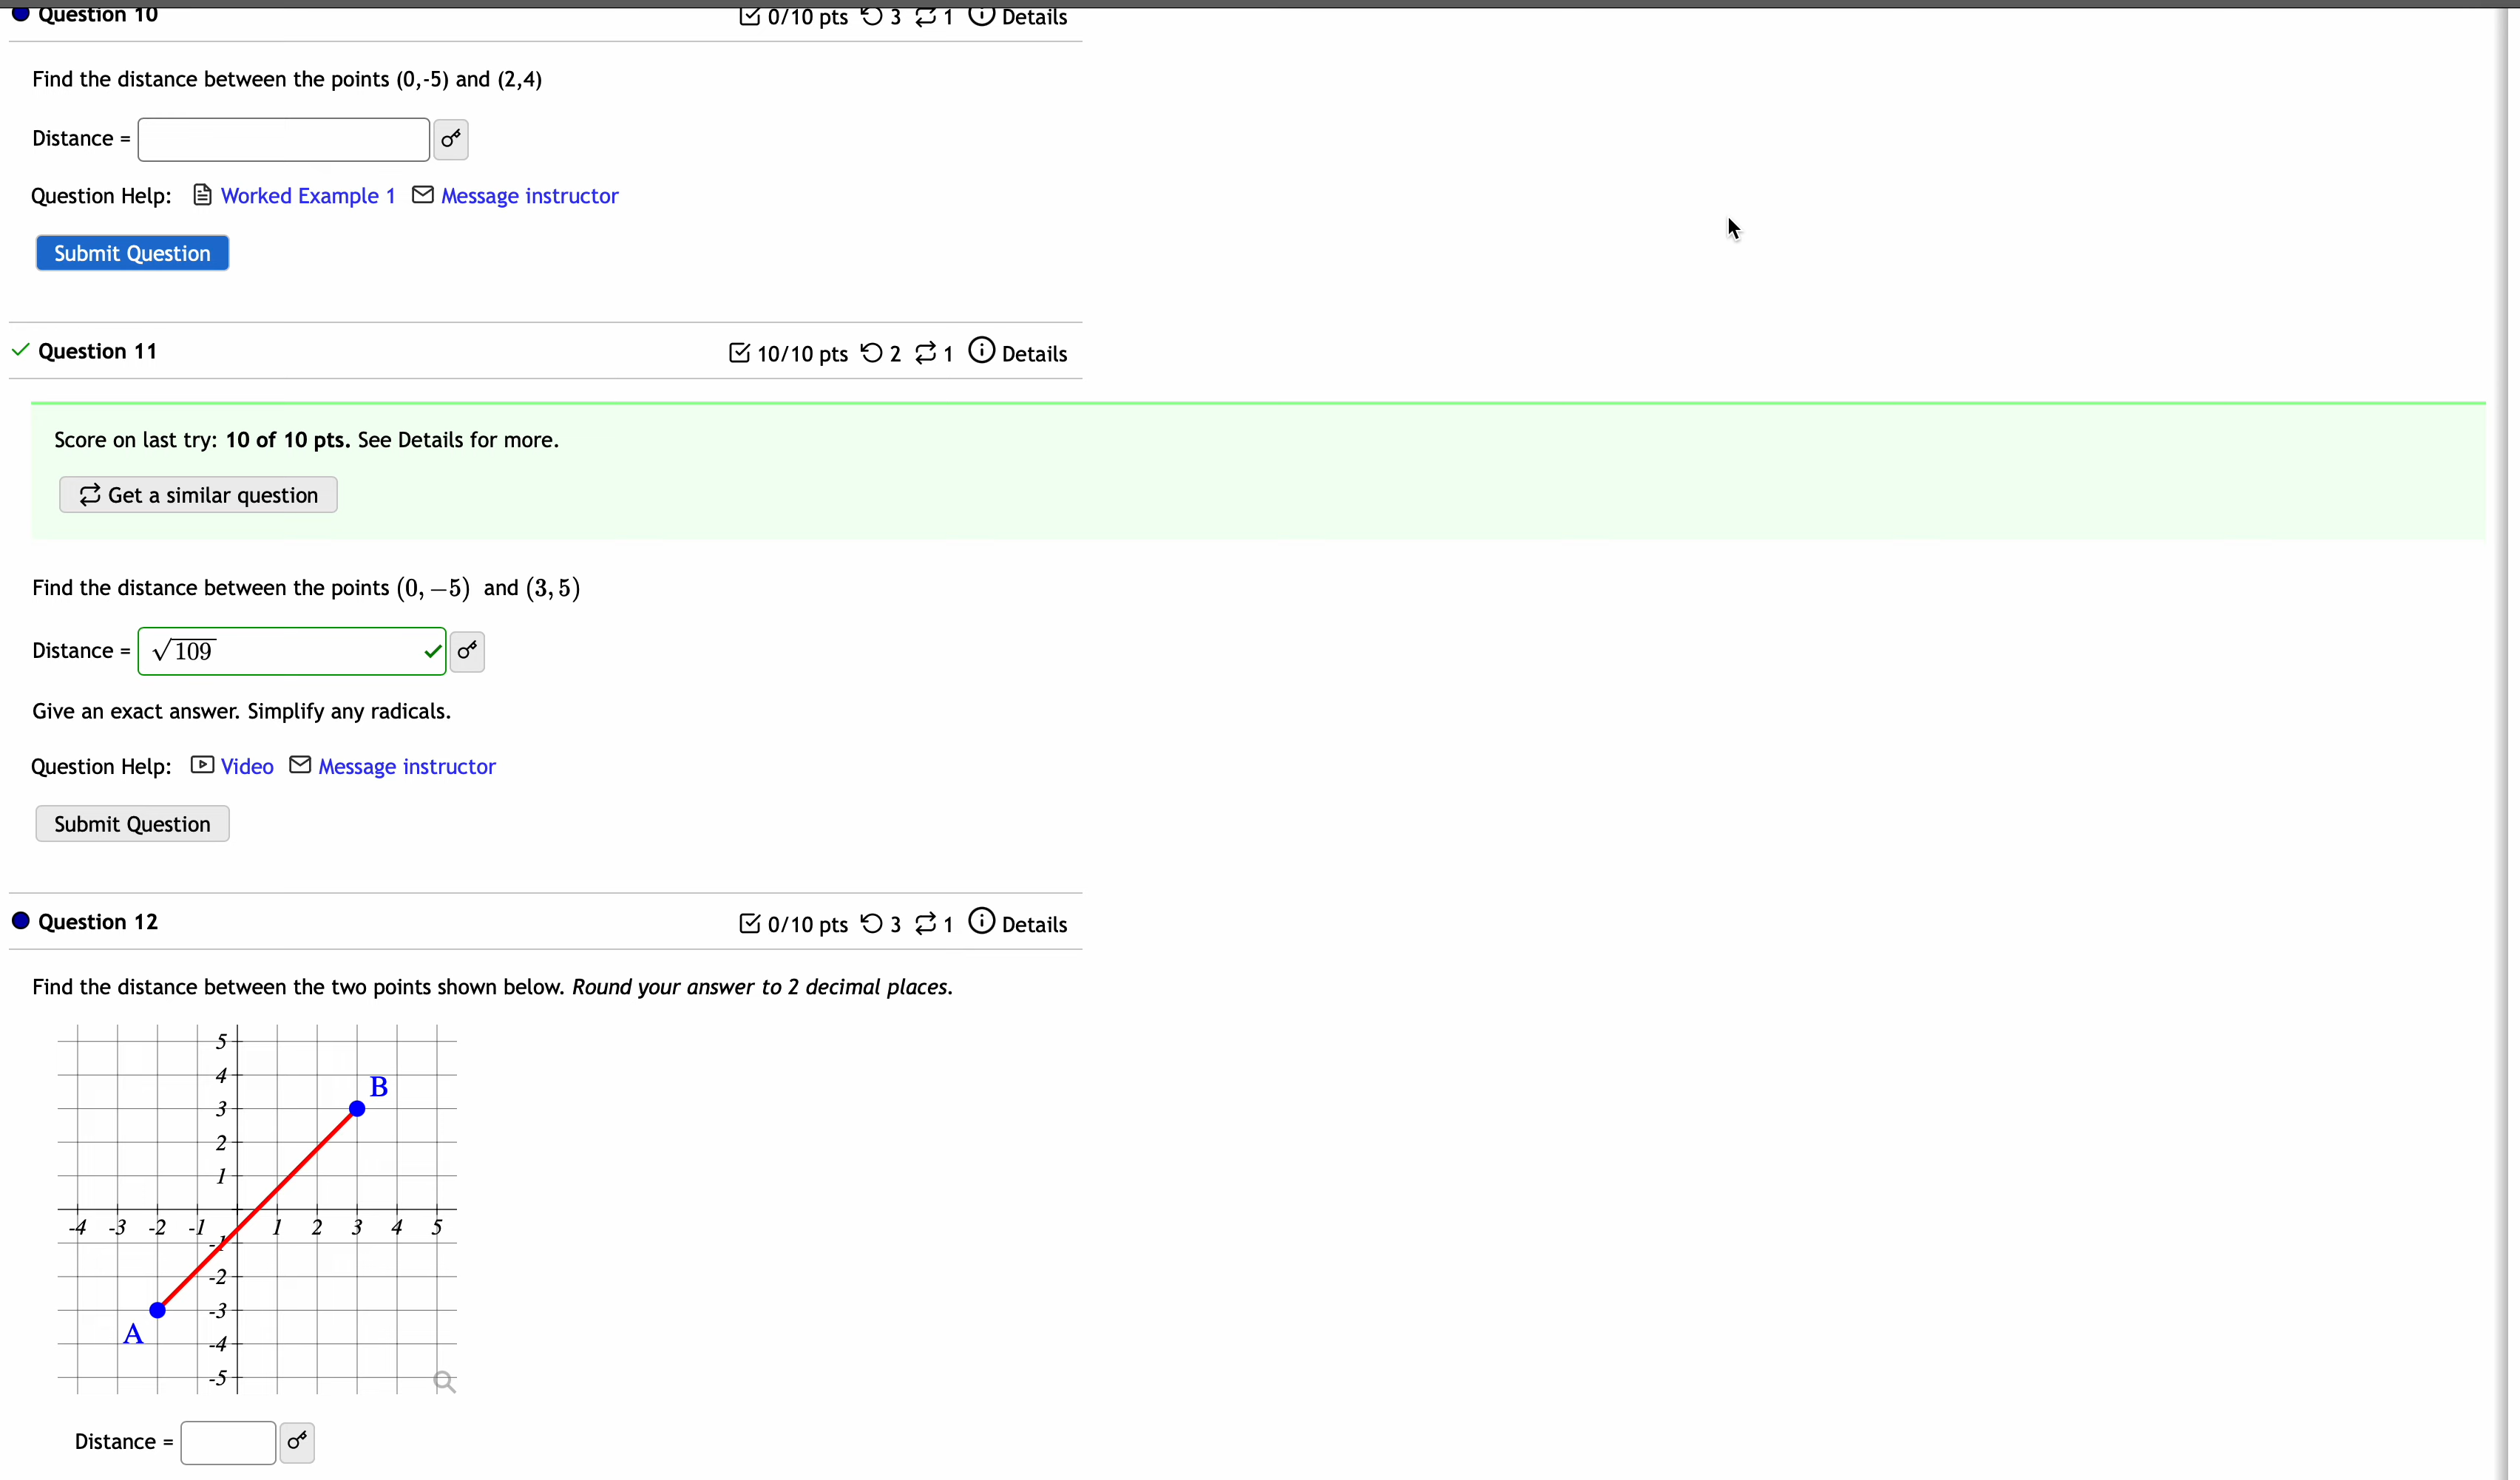 Question 10 0/10 pts 3 1 Details
Find the distance between the points (0,-5) and (2,4)
Distance =
Question Help: Worked Example 1 Message instructor
Submit Question
Question 11 10/10 pts 2 1 Details
Score on last try: 10 of 10 pts. See Details for more.
Get a similar question
Find the distance between the points (0, −5) and (3, 5)
Distance = √109
Give an exact answer. Simplify any radicals.
Question Help: Video Message instructor
Submit Question
Question 12 0/10 pts 3 1 Details
Find the distance between the two points shown below. Round your answer to 2 decimal places.
5
4
B
3
2
1
-4 -3 -2 -1 1 2 3 4 5
-1
-2
-3
A
-4
-5
Distance =